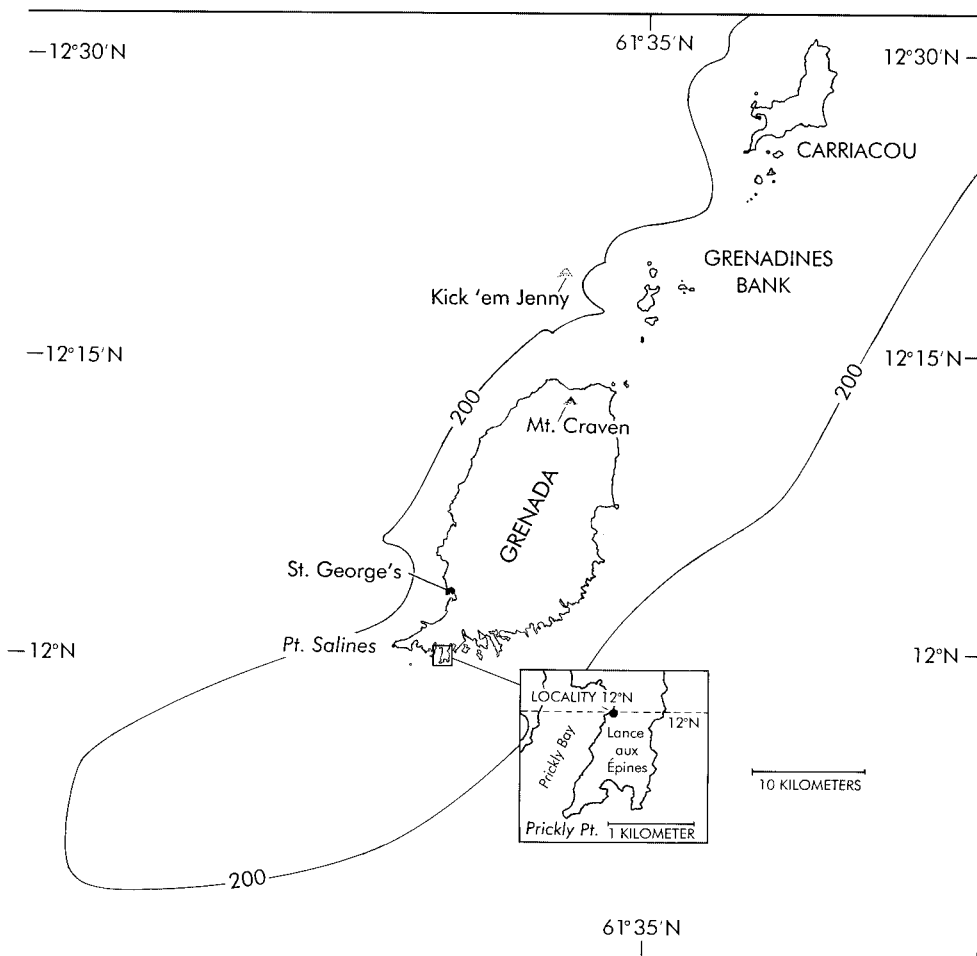 61°35'N
—12°30'N
12°30'N —
CARRIACOU
GRENADINES
BANK
Kick 'em Jenny
—12°15'N
12°15'N —
200
200
Mt. Craven
GRENADA
St. George's
Pt. Salines
—12°N
12°N —
LOCALITY 12°N
12°N
Prickly Bay
Lance
aux
Épines
Prickly Pt.
1 KILOMETER
10 KILOMETERS
200
61°35'N